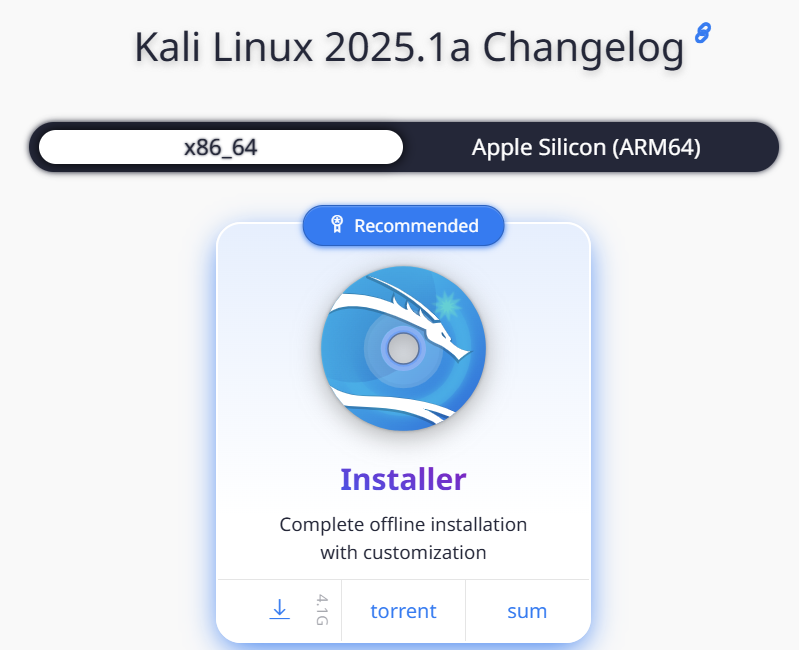 Kali Linux 2025.1a Changelog
x86_64
Apple Silicon (ARM64)
Recommended
Installer
Complete offline installation
with customization
4.1G
torrent
sum